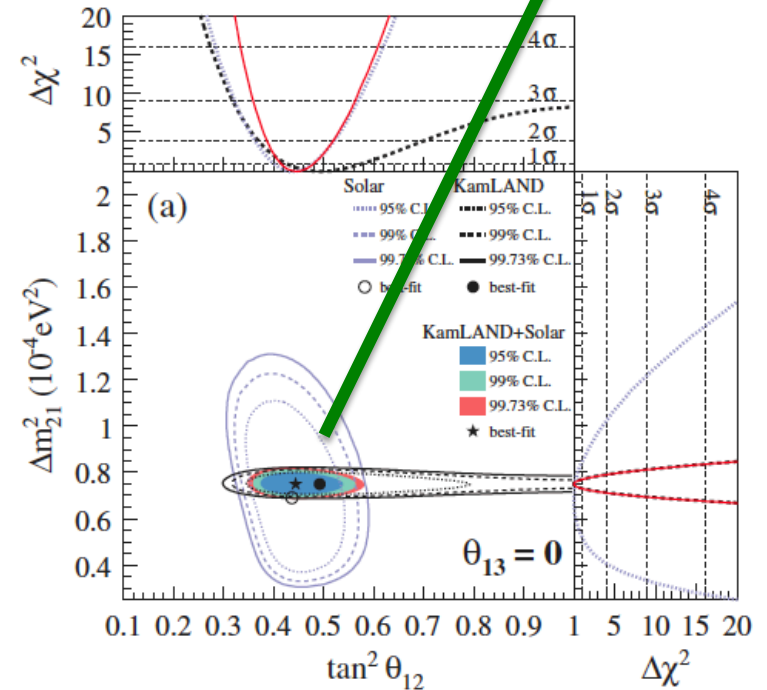 20
15
10
5
Δχ²
4σ
3σ
2σ
1σ
(a)
Solar
KamLAND
95% C.L.
95% C.L.
99% C.L.
99% C.L.
99.73% C.L.
99.73% C.L.
best-fit
best-fit
KamLAND+Solar
95% C.L.
99% C.L.
99.73% C.L.
best-fit
θ₁₃ = 0
2
1.8
1.6
1.4
1.2
1
0.8
0.6
0.4
Δm²₂₁ (10⁻⁴eV²)
1σ 2σ 3σ 4σ
0.1 0.2 0.3 0.4 0.5 0.6 0.7 0.8 0.9 1 5 10 15 20
tan² θ₁₂
Δχ²